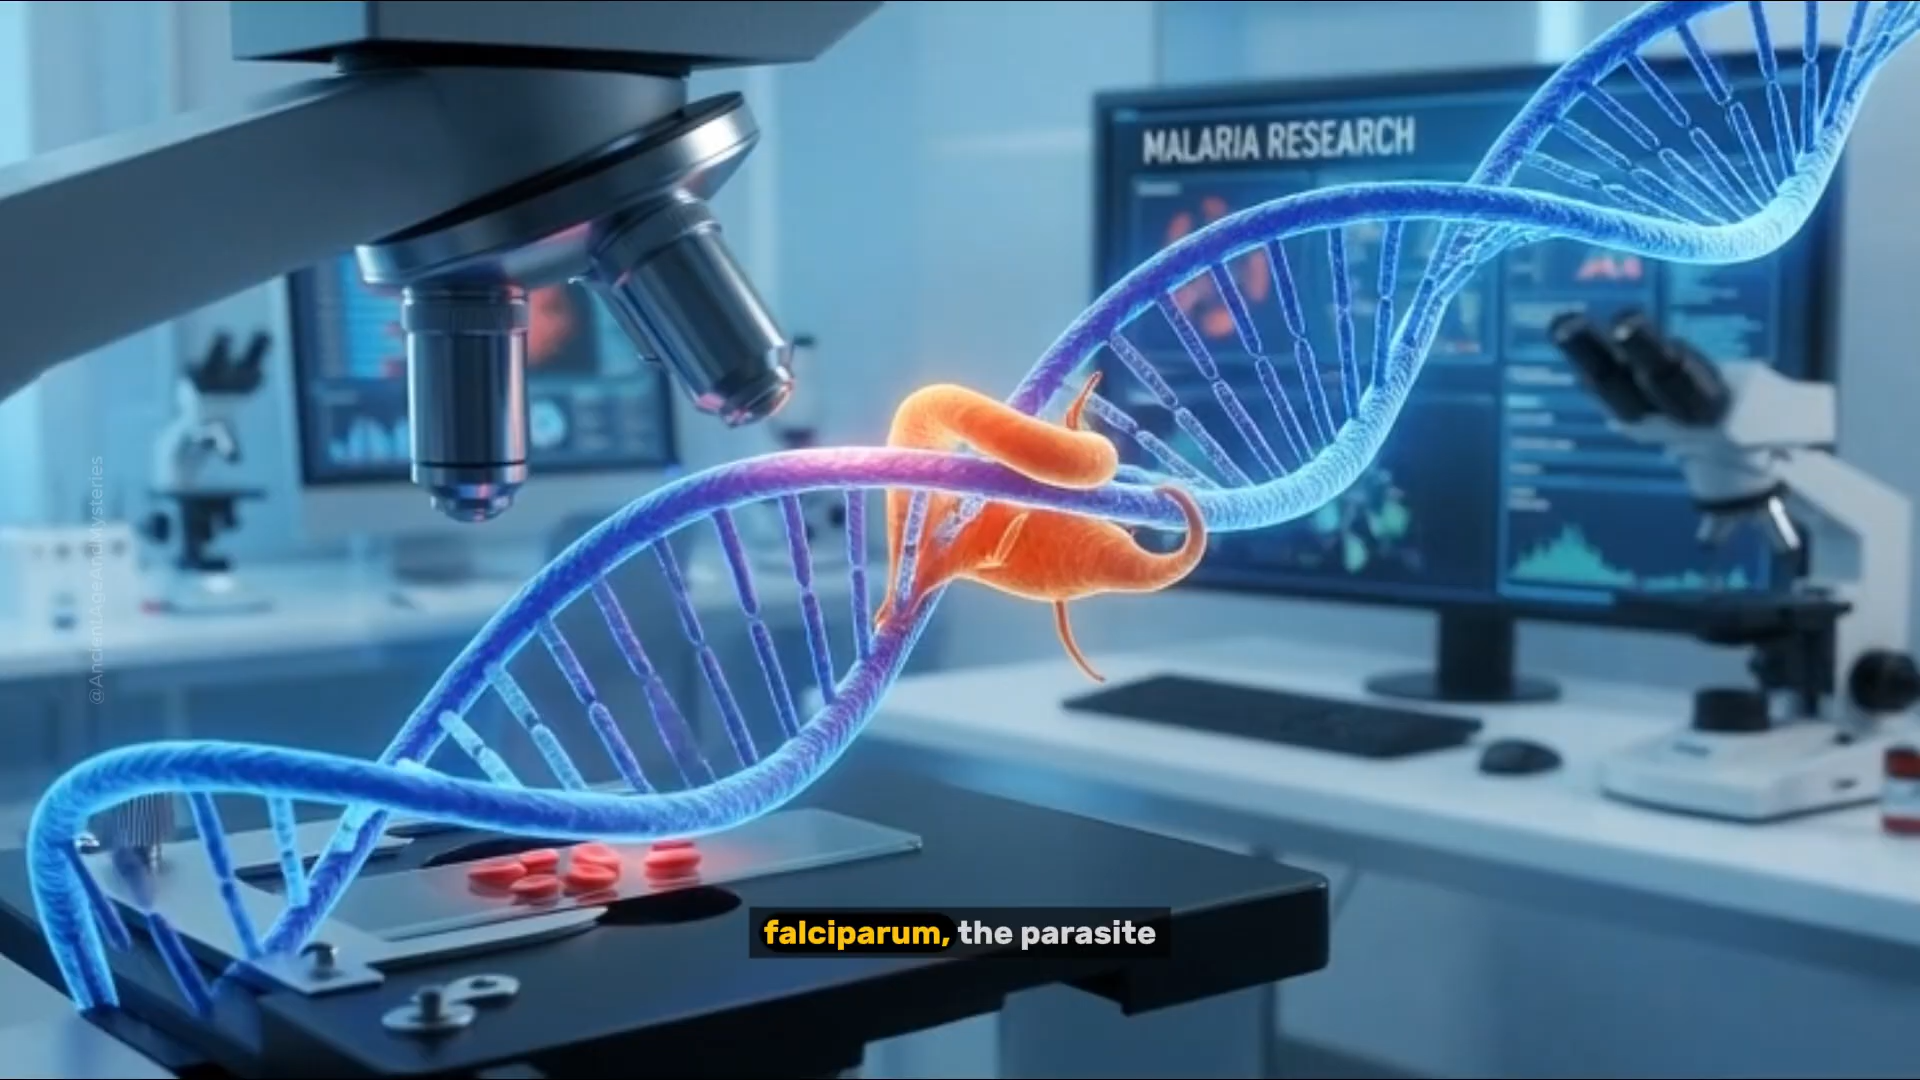 MALARIA RESEARCH
@AncientAgeAndMysteries
falciparum, the parasite